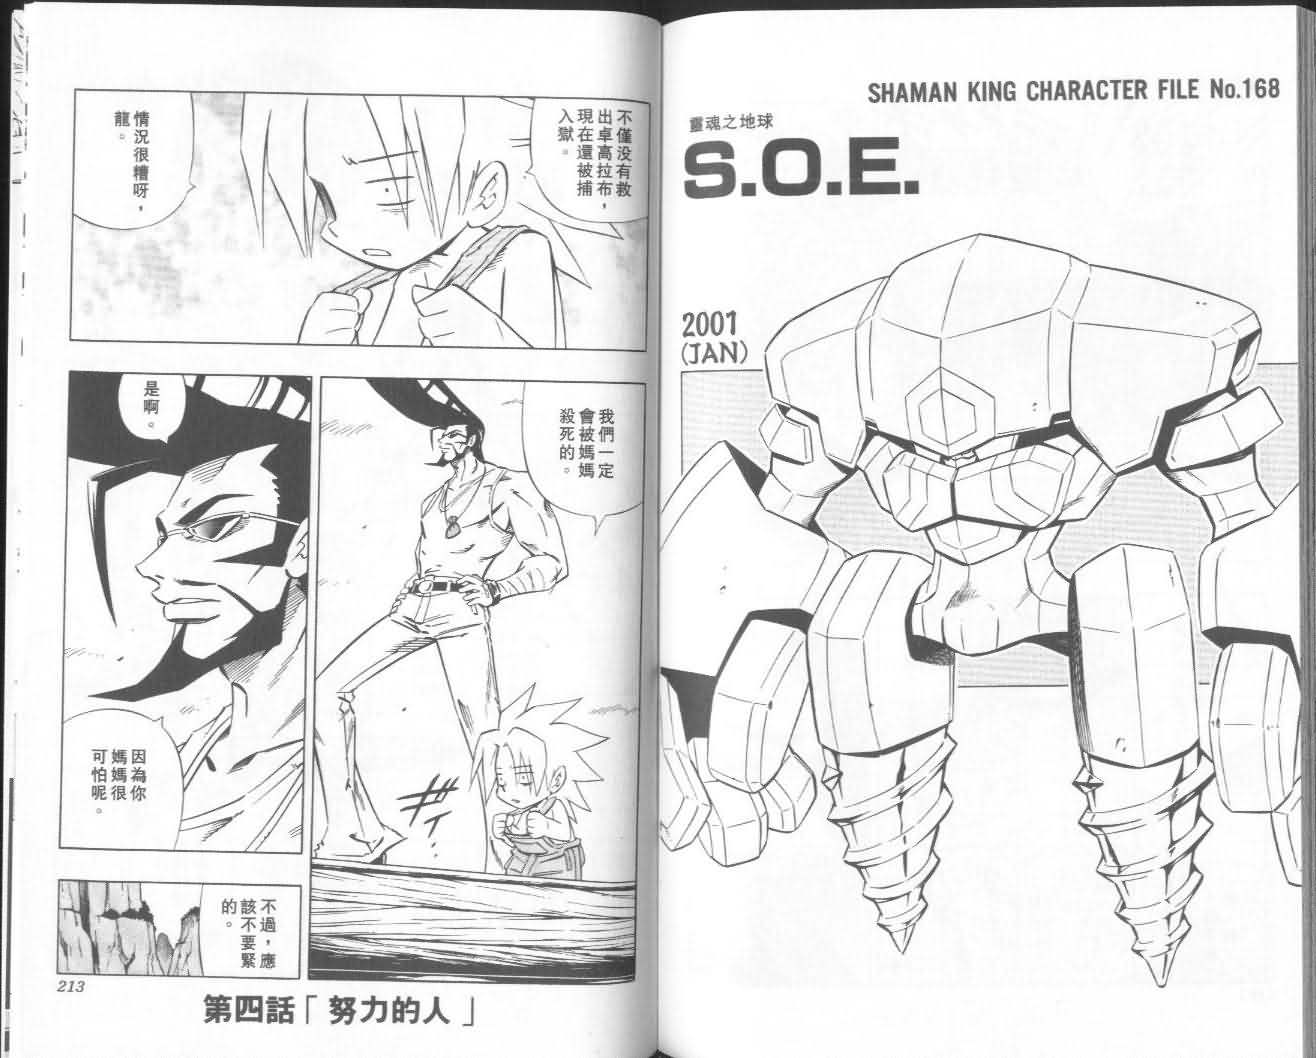 SHAMAN KING CHARACTER FILE No.168
靈魂之地球
S.O.E.
2001
(JAN)
不僅没有救
出卓高拉布，
現在還被捕
入獄。
情況很糟呀，
龍。
我們一定
會被媽媽
殺死的。
是啊。
因為你
媽媽很
可怕呢。
不過，應
該不要緊
的。
213
第四話「努力的人」